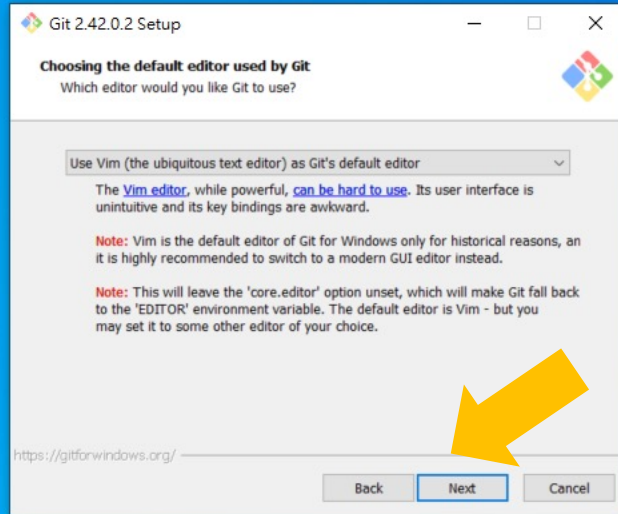 Git 2.42.0.2 Setup
Choosing the default editor used by Git
Which editor would you like Git to use?
Use Vim (the ubiquitous text editor) as Git's default editor
The Vim editor, while powerful, can be hard to use. Its user interface is
unintuitive and its key bindings are awkward.
Note: Vim is the default editor of Git for Windows only for historical reasons, an
it is highly recommended to switch to a modern GUI editor instead.
Note: This will leave the 'core.editor' option unset, which will make Git fall back
to the 'EDITOR' environment variable. The default editor is Vim - but you
may set it to some other editor of your choice.
https://gitforwindows.org/
Back Next Cancel